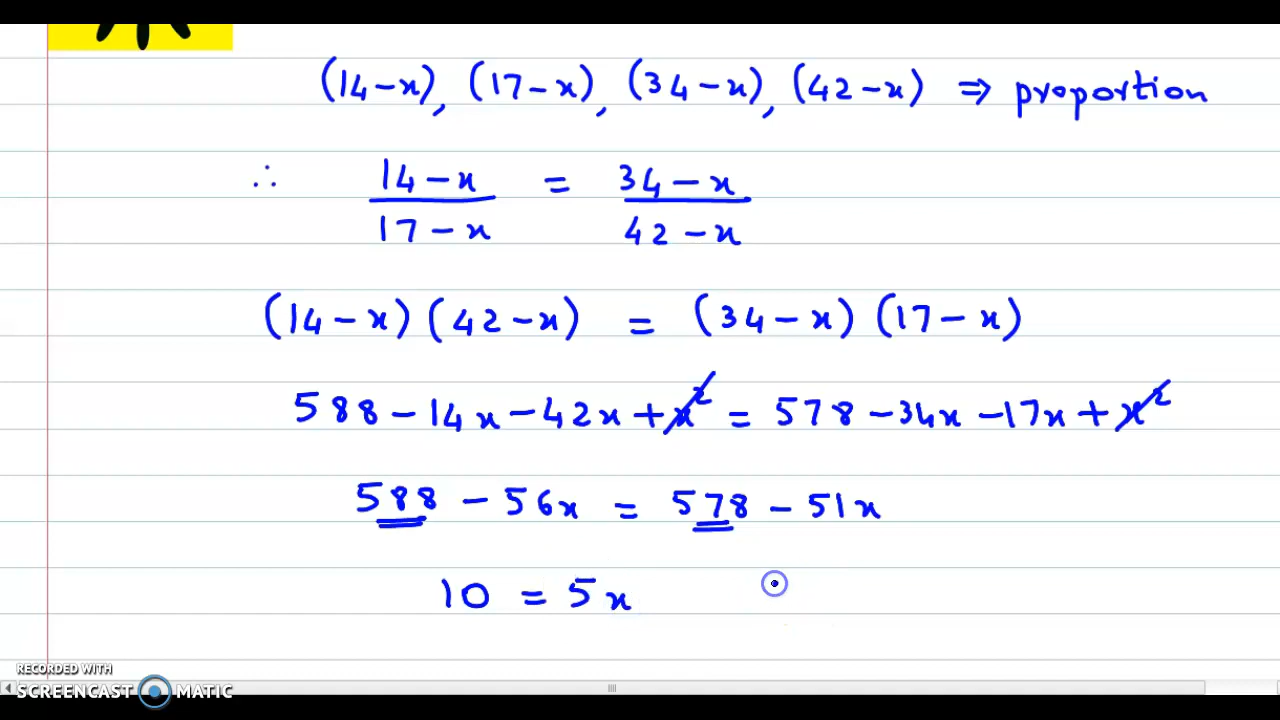 (14-x), (17-x), (34-x), (42-x) ⇒ proportion
∴ 14-x / 17-x = 34-x / 42-x
(14-x)(42-x) = (34-x)(17-x)
588-14x-42x+x² = 578-34x-17x+x²
588 - 56x = 578 - 51x
10 = 5x
RECORDED WITH
SCREENCAST MATIC